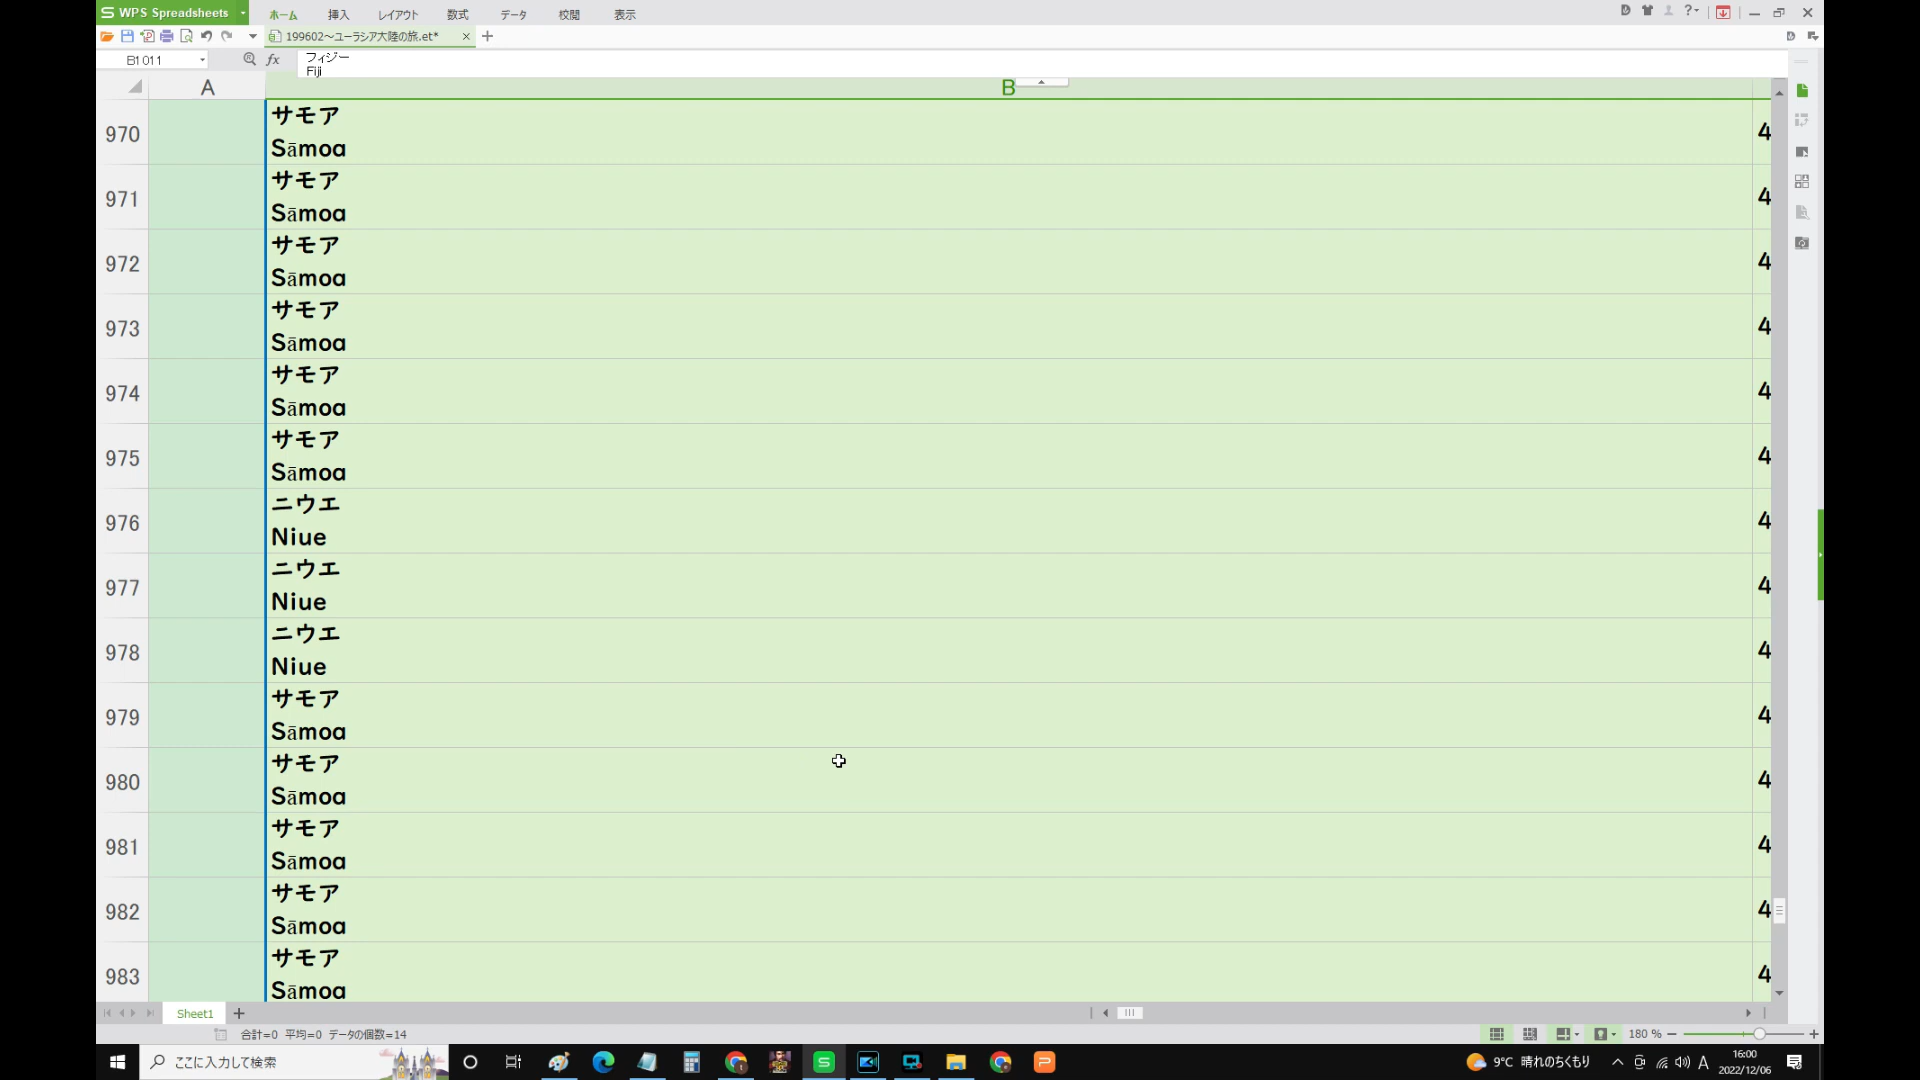 WPS Spreadsheets
ホーム 挿入 レイアウト 数式 データ 校閲 表示
199602～ユーラシア大陸の旅.et*
B1011
fx
フィジー
Fiji
A B
970 サモア
Sāmoa 4
971 サモア
Sāmoa 4
972 サモア
Sāmoa 4
973 サモア
Sāmoa 4
974 サモア
Sāmoa 4
975 サモア
Sāmoa 4
976 ニウエ
Niue 4
977 ニウエ
Niue 4
978 ニウエ
Niue 4
979 サモア
Sāmoa 4
980 サモア
Sāmoa 4
981 サモア
Sāmoa 4
982 サモア
Sāmoa 4
983 サモア
Sāmoa 4
Sheet1
合計=0 平均=0 データの個数=14
180 %
ここに入力して検索
9°C 晴れのちくもり
A
16:00
2022/12/06